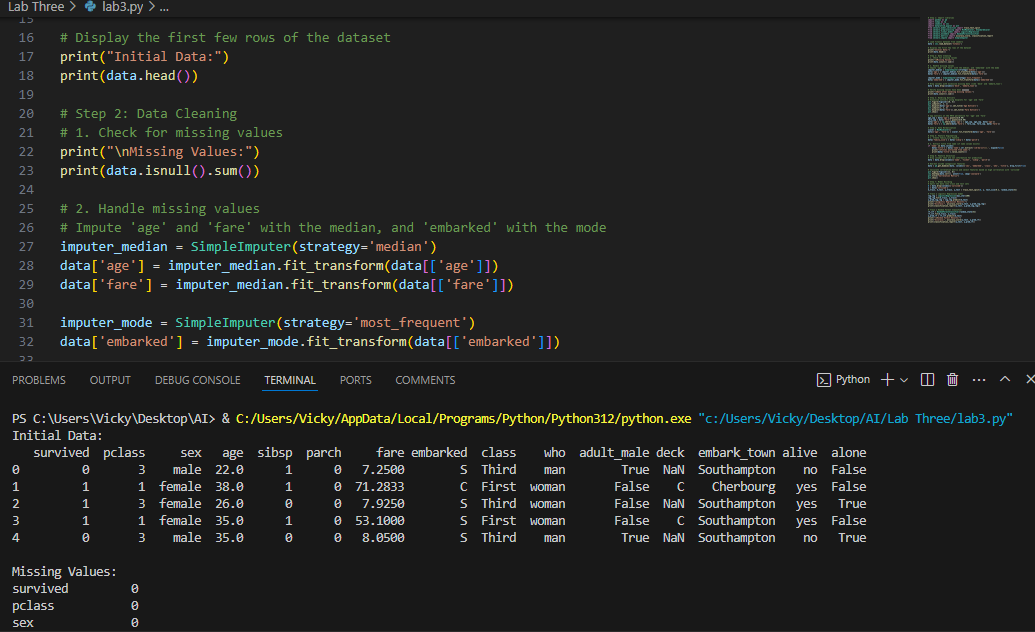 Lab Three > lab3.py > ...
15
16 # Display the first few rows of the dataset
17 print("Initial Data:")
18 print(data.head())
19
20 # Step 2: Data Cleaning
21 # 1. Check for missing values
22 print("\nMissing Values:")
23 print(data.isnull().sum())
24
25 # 2. Handle missing values
26 # Impute 'age' and 'fare' with the median, and 'embarked' with the mode
27 imputer_median = SimpleImputer(strategy='median')
28 data['age'] = imputer_median.fit_transform(data[['age']])
29 data['fare'] = imputer_median.fit_transform(data[['fare']])
30
31 imputer_mode = SimpleImputer(strategy='most_frequent')
32 data['embarked'] = imputer_mode.fit_transform(data[['embarked']])
33
PROBLEMS OUTPUT DEBUG CONSOLE TERMINAL PORTS COMMENTS Python
PS C:\Users\Vicky\Desktop\AI> & C:/Users/Vicky/AppData/Local/Programs/Python/Python312/python.exe "c:/Users/Vicky/Desktop/AI/Lab Three/lab3.py"
Initial Data:
survived pclass sex age sibsp parch fare embarked class who adult_male deck embark_town alive alone
0 0 3 male 22.0 1 0 7.2500 S Third man True NaN Southampton no False
1 1 1 female 38.0 1 0 71.2833 C First woman False C Cherbourg yes False
2 1 3 female 26.0 0 0 7.9250 S Third woman False NaN Southampton yes True
3 1 1 female 35.0 1 0 53.1000 S First woman False C Southampton yes False
4 0 3 male 35.0 0 0 8.0500 S Third man True NaN Southampton no True
Missing Values:
survived 0
pclass 0
sex 0